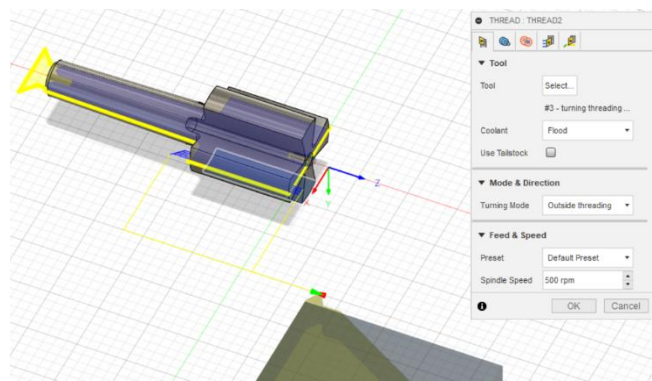 THREAD : THREAD2
Tool
Tool Select...
#3 - turning threading ...
Coolant Flood
Use Tailstock
Mode & Direction
Turning Mode Outside threading
Feed & Speed
Preset Default Preset
Spindle Speed 500 rpm
OK Cancel
Z
Y